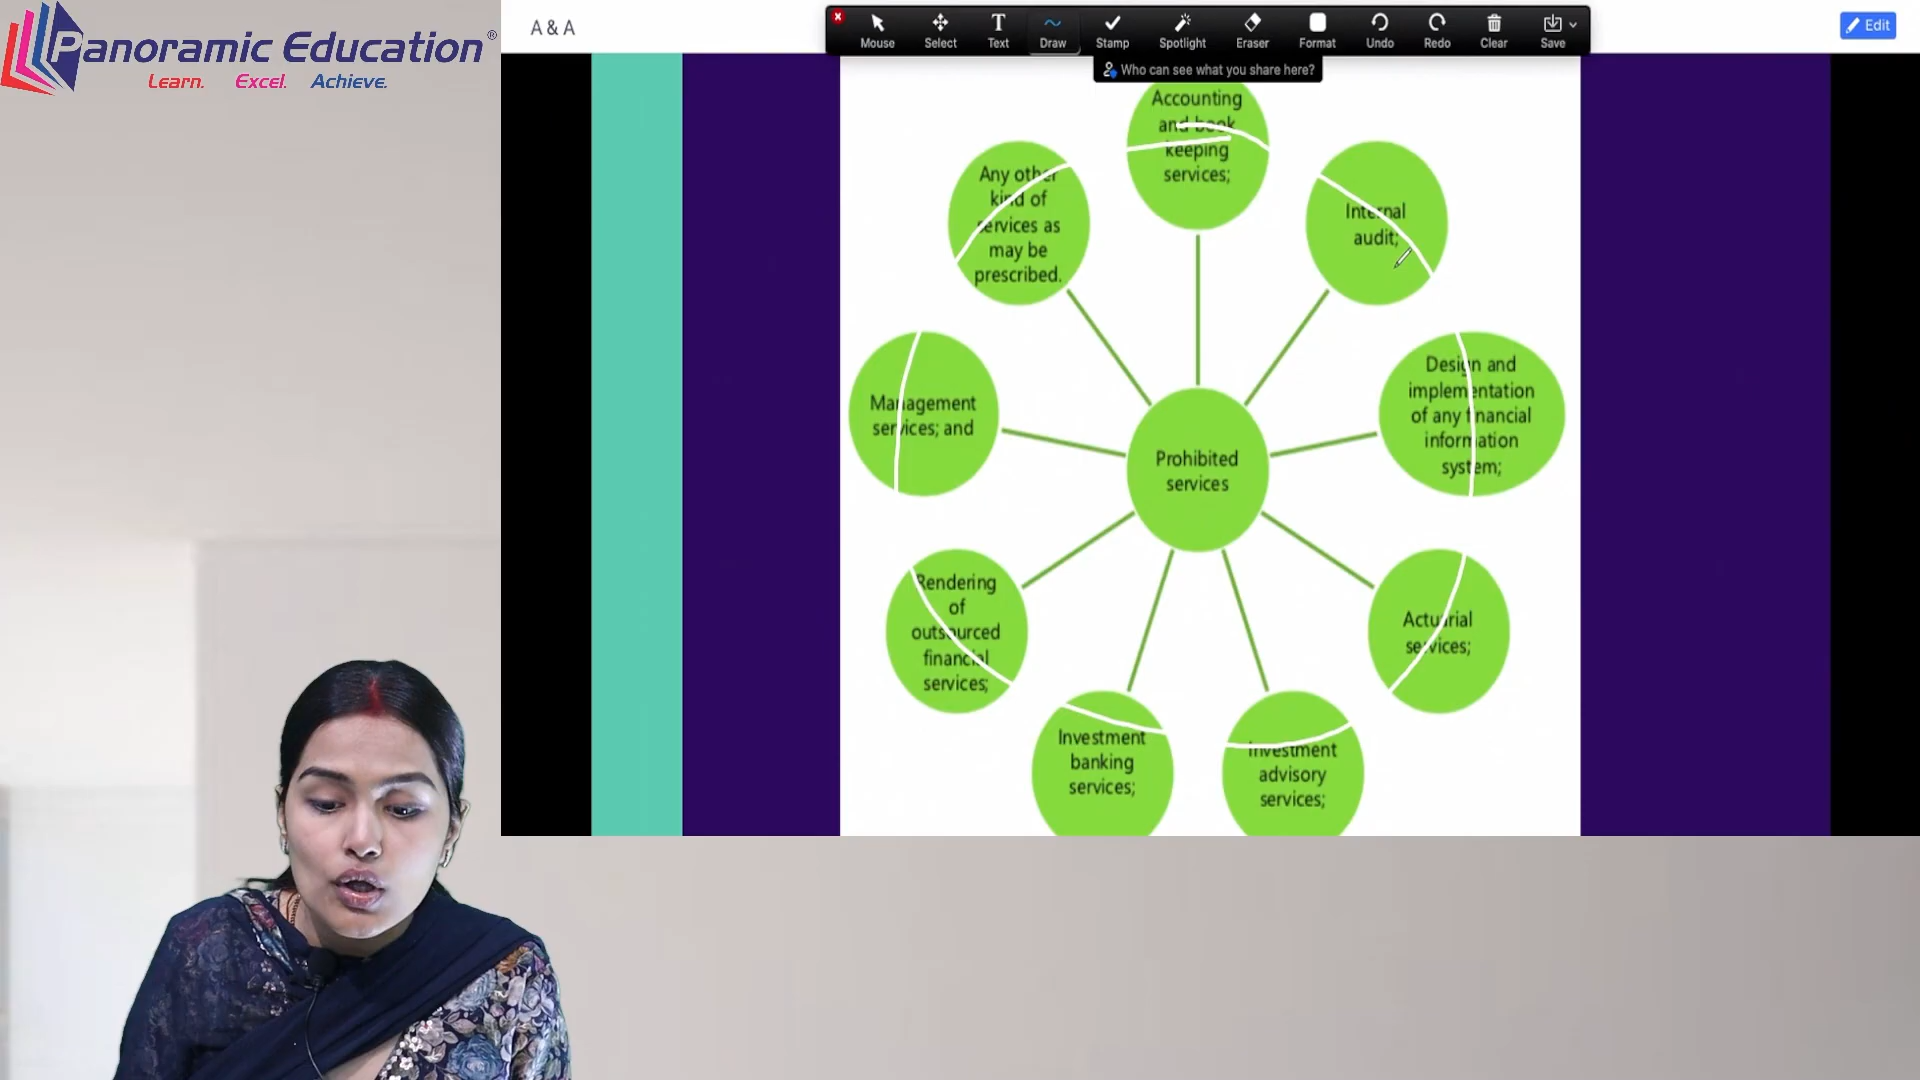 Panoramic Education®
Learn. Excel. Achieve.
A & A
Mouse
Select
Text
Draw
Stamp
Spotlight
Eraser
Format
Undo
Redo
Clear
Save
Edit
Who can see what you share here?
Accounting
and book
keeping
services;
Internal
audit;
Design and
implementation
of any financial
information
system;
Actuarial
services;
Investment
advisory
services;
Investment
banking
services;
Rendering
of
outsourced
financial
services;
Management
services; and
Any other
kind of
services as
may be
prescribed.
Prohibited
services